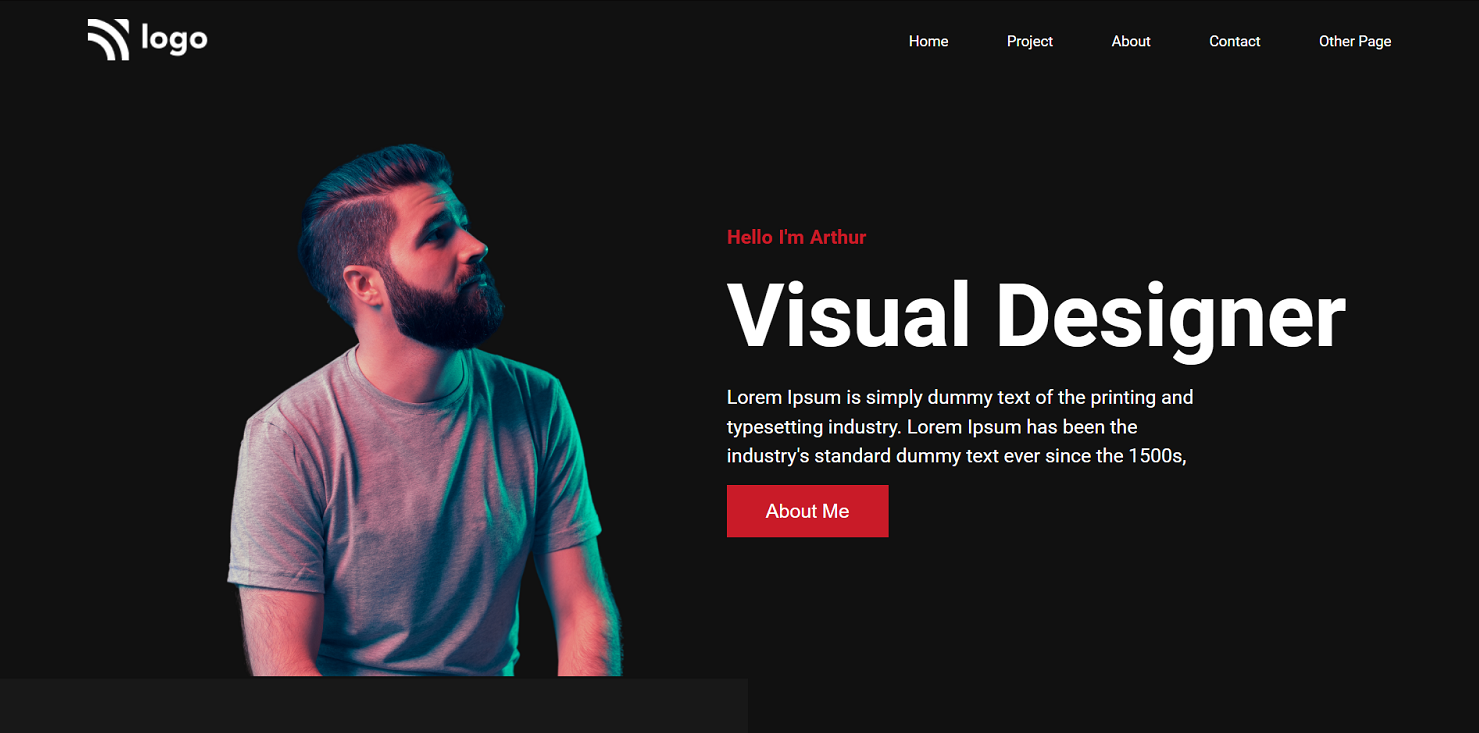 logo
Home
Project
About
Contact
Other Page
Hello I'm Arthur
Visual Designer
Lorem Ipsum is simply dummy text of the printing and
typesetting industry. Lorem Ipsum has been the
industry's standard dummy text ever since the 1500s,
About Me